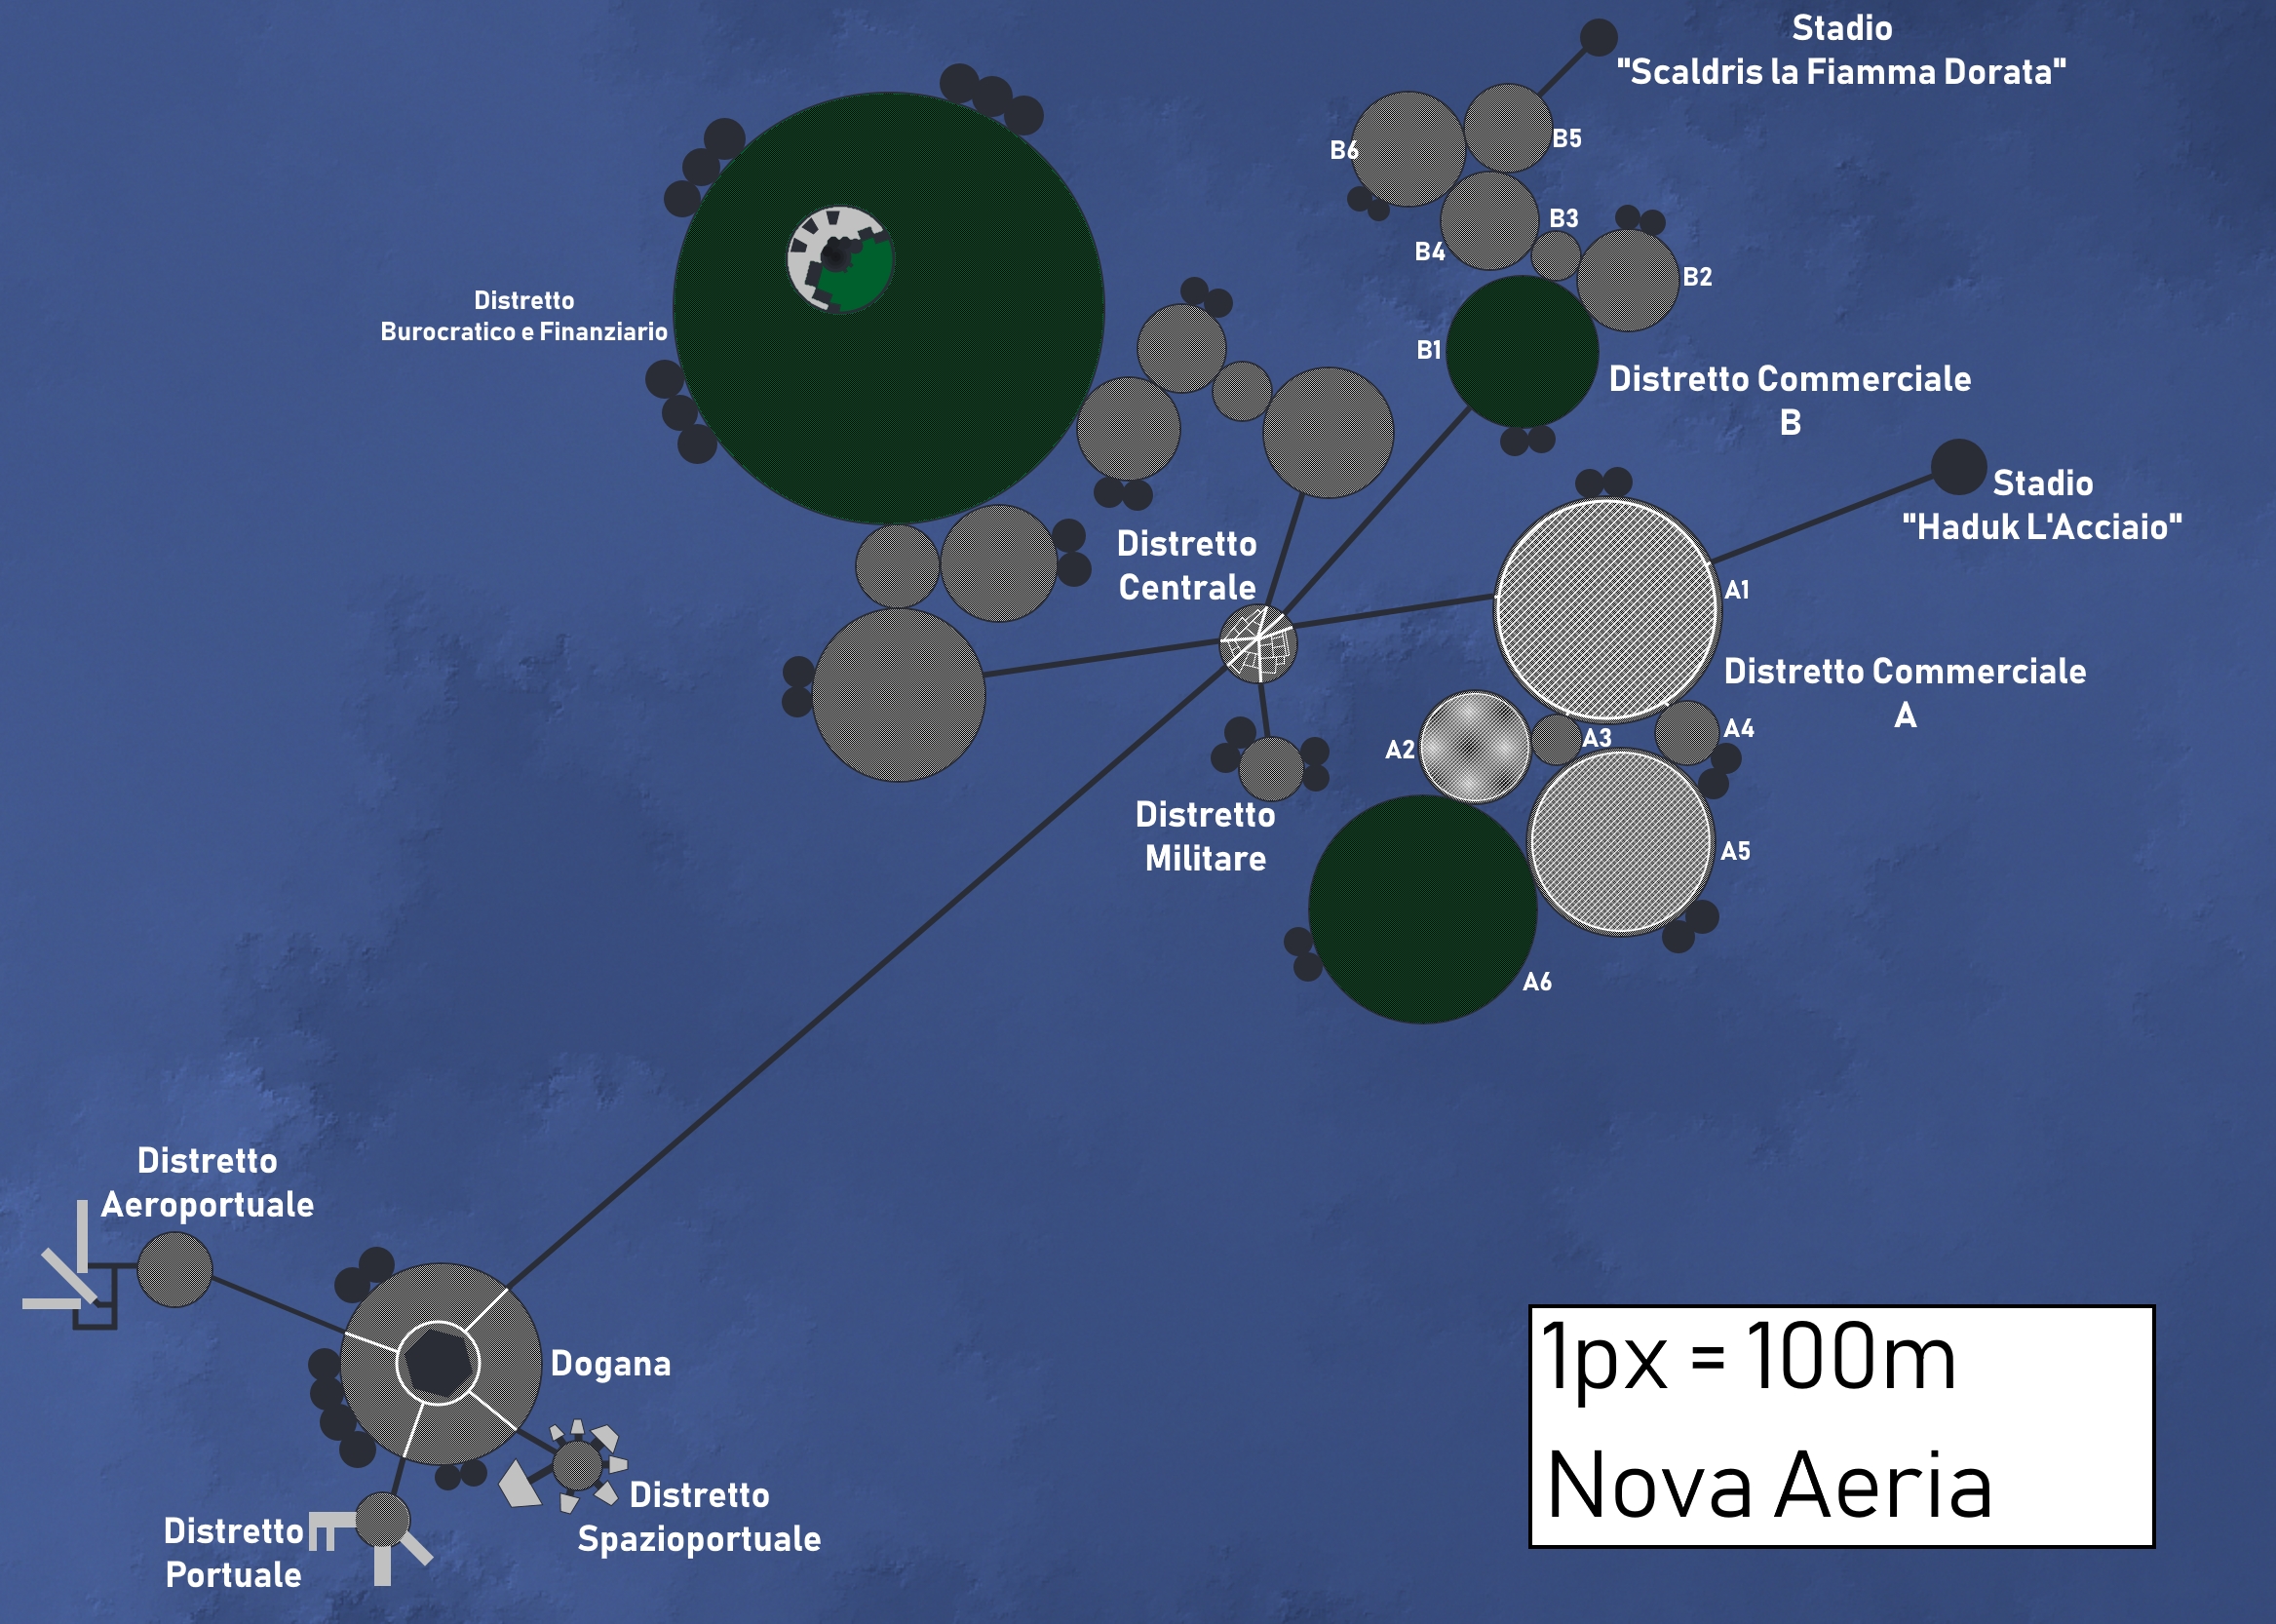 Stadio
"Scaldris la Fiamma Dorata"
B6
B5
B3
B4
B2
Distretto
Burocratico e Finanziario
B1
Distretto Commerciale
B
Stadio
"Haduk L'Acciaio"
Distretto
Centrale
A1
Distretto Commerciale
A
A2
A3
A4
Distretto
Militare
A5
A6
Distretto
Aeroportuale
Dogana
Distretto
Spazioportuale
Distretto
Portuale
1px = 100m
Nova Aeria